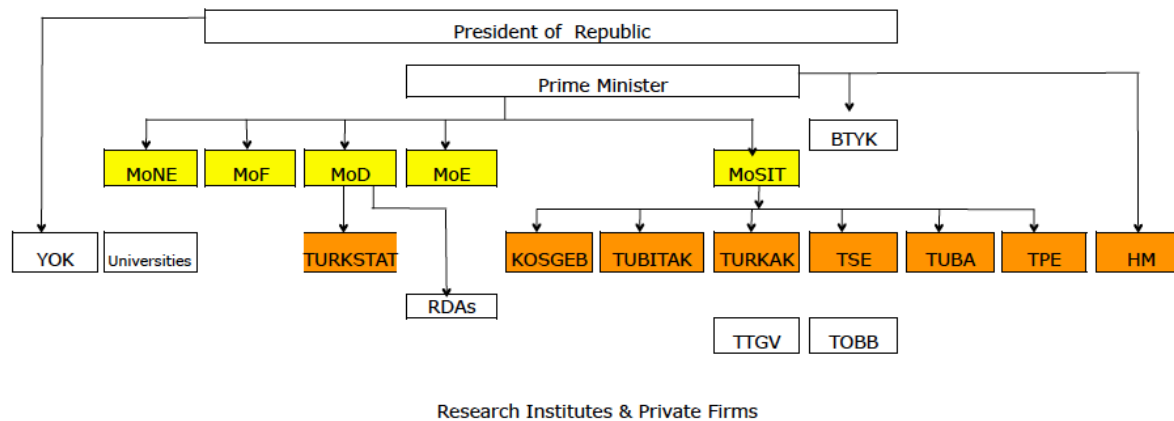 President of Republic
Prime Minister
BTYK
MoNE
MoF
MoD
MoE
MoSIT
YOK
Universities
TURKSTAT
KOSGEB
TUBITAK
TURKAK
TSE
TUBA
TPE
HM
RDAs
TTGV
TOBB
Research Institutes & Private Firms